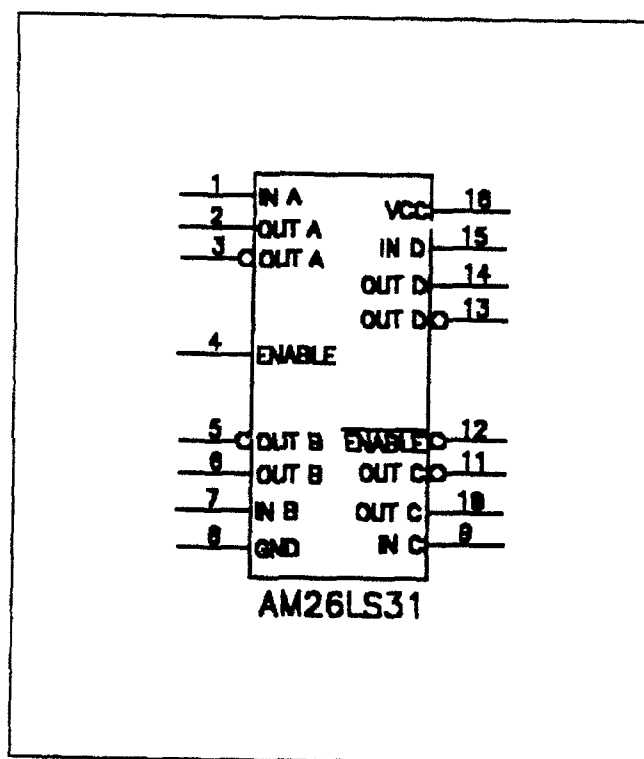 1 IN A
2 OUT A
3 OUT A
4 ENABLE
5 OUT B
6 OUT B
7 IN B
8 GND
VCC 16
IN D 15
OUT D 14
OUT D 13
ENABLE 12
OUT C 11
OUT C 10
IN C 9
AM26LS31